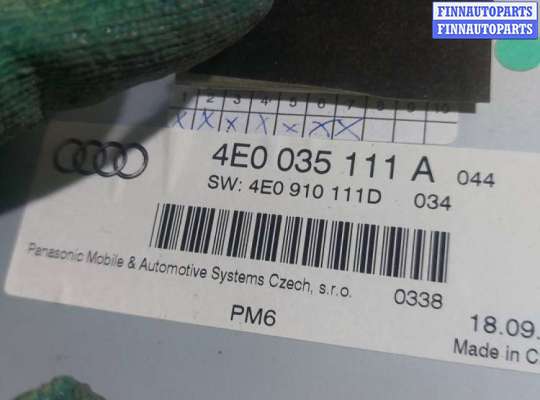 FINNAUTOPARTS
FINNAUTOPARTS
1 2 3 4 5 6 7 8 9 10
X X X X X X X
4E0 035 111 A 044
SW: 4E0 910 111D 034
Panasonic Mobile & Automotive Systems Czech, s.r.o. 0338
PM6
18.09.
Made in C